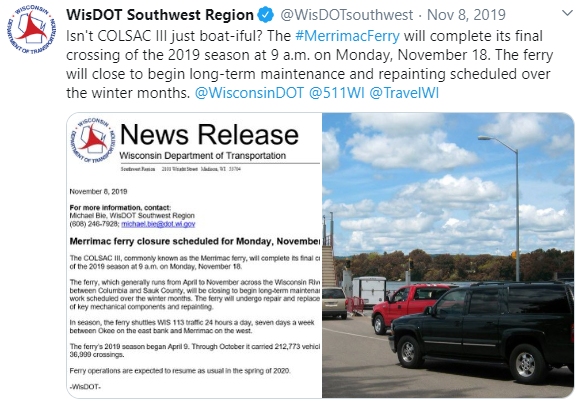 WisDOT Southwest Region @WisDOTsouthwest · Nov 8, 2019
Isn't COLSAC III just boat-iful? The #MerrimacFerry will complete its final
crossing of the 2019 season at 9 a.m. on Monday, November 18. The ferry
will close to begin long-term maintenance and repainting scheduled over
the winter months. @WisconsinDOT @511WI @TravelWI
News Release
Wisconsin Department of Transportation
Southwest Region 2101 Wright Street Madison, WI 53704
November 8, 2019
For more information, contact:
Michael Bie, WisDOT Southwest Region
(608) 246-7928; michael.bie@dot.wi.gov
Merrimac ferry closure scheduled for Monday, November
The COLSAC III, commonly known as the Merrimac ferry, will complete its final cr
of the 2019 season at 9 a.m. on Monday, November 18.
The ferry, which generally runs from April to November across the Wisconsin Riv
between Columbia and Sauk County, will be closing to begin long-term maintenan
work scheduled over the winter months. The ferry will undergo repair and replace
of key mechanical components and repainting.
In season, the ferry shuttles WIS 113 traffic 24 hours a day, seven days a week
between Okee on the east bank and Merrimac on the west.
The ferry's 2019 season began April 9. Through October it carried 212,773 vehicl
36,999 crossings.
Ferry operations are expected to resume as usual in the spring of 2020.
-WisDOT-